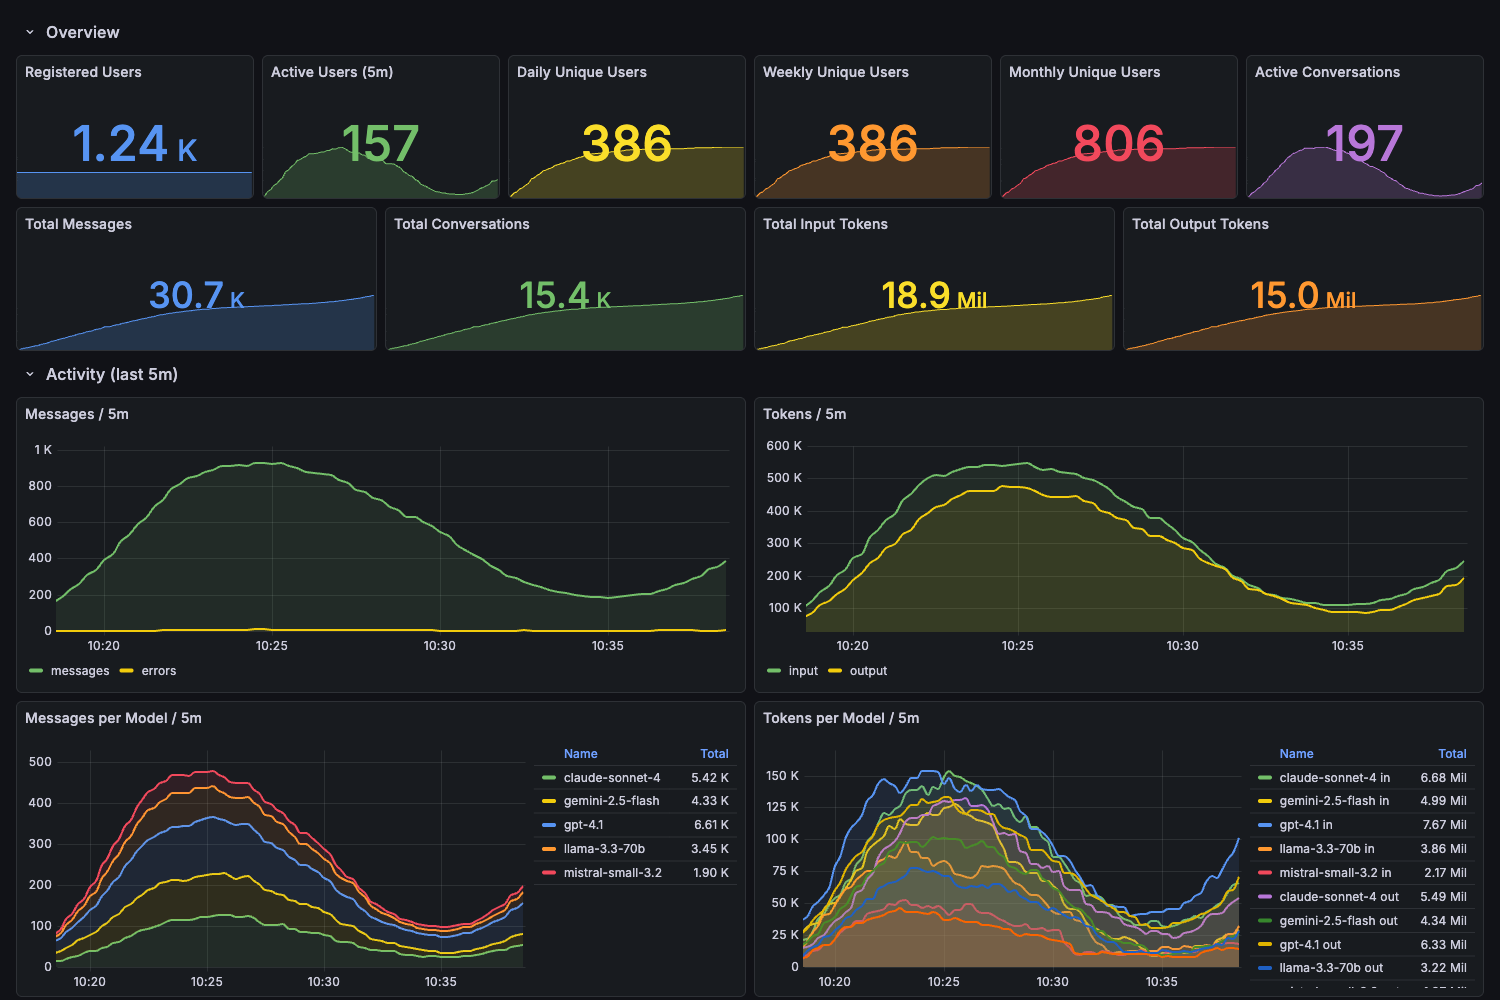 Overview
Registered Users
1.24 K
Active Users (5m)
157
Daily Unique Users
386
Weekly Unique Users
386
Monthly Unique Users
806
Active Conversations
197
Total Messages
30.7 K
Total Conversations
15.4 K
Total Input Tokens
18.9 Mil
Total Output Tokens
15.0 Mil
Activity (last 5m)
Messages / 5m
1 K
800
600
400
200
0
10:20 10:25 10:30 10:35
messages errors
Tokens / 5m
600 K
500 K
400 K
300 K
200 K
100 K
10:20 10:25 10:30 10:35
input output
Messages per Model / 5m
500
400
300
200
100
0
10:20 10:25 10:30 10:35
Name Total
claude-sonnet-4 5.42 K
gemini-2.5-flash 4.33 K
gpt-4.1 6.61 K
llama-3.3-70b 3.45 K
mistral-small-3.2 1.90 K
Tokens per Model / 5m
150 K
125 K
100 K
75 K
50 K
25 K
0
10:20 10:25 10:30 10:35
Name Total
claude-sonnet-4 in 6.68 Mil
gemini-2.5-flash in 4.99 Mil
gpt-4.1 in 7.67 Mil
llama-3.3-70b in 3.86 Mil
mistral-small-3.2 in 2.17 Mil
claude-sonnet-4 out 5.49 Mil
gemini-2.5-flash out 4.34 Mil
gpt-4.1 out 6.33 Mil
llama-3.3-70b out 3.22 Mil